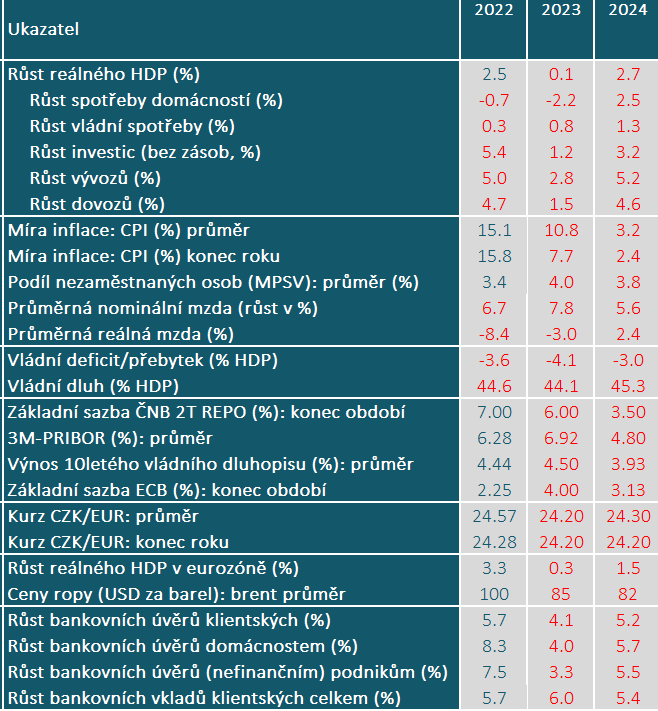 Ukazatel 2022 2023 2024
Růst reálného HDP (%) 2.5 0.1 2.7
Růst spotřeby domácností (%) -0.7 -2.2 2.5
Růst vládní spotřeby (%) 0.3 0.8 1.3
Růst investic (bez zásob, %) 5.4 1.2 3.2
Růst vývozů (%) 5.0 2.8 5.2
Růst dovozů (%) 4.7 1.5 4.6
Míra inflace: CPI (%) průměr 15.1 10.8 3.2
Míra inflace: CPI (%) konec roku 15.8 7.7 2.4
Podíl nezaměstnaných osob (MPSV): průměr (%) 3.4 4.0 3.8
Průměrná nominální mzda (růst v %) 6.7 7.8 5.6
Průměrná reálná mzda (%) -8.4 -3.0 2.4
Vládní deficit/přebytek (% HDP) -3.6 -4.1 -3.0
Vládní dluh (% HDP) 44.6 44.1 45.3
Základní sazba ČNB 2T REPO (%): konec období 7.00 6.00 3.50
3M-PRIBOR (%): průměr 6.28 6.92 4.80
Výnos 10letého vládního dluhopisu (%): průměr 4.44 4.50 3.93
Základní sazba ECB (%): konec období 2.25 4.00 3.13
Kurz CZK/EUR: průměr 24.57 24.20 24.30
Kurz CZK/EUR: konec roku 24.28 24.20 24.20
Růst reálného HDP v eurozóně (%) 3.3 0.3 1.5
Ceny ropy (USD za barel): brent průměr 100 85 82
Růst bankovních úvěrů klientských (%) 5.7 4.1 5.2
Růst bankovních úvěrů domácnostem (%) 8.3 4.0 5.7
Růst bankovních úvěrů (nefinančním) podnikům (%) 7.5 3.3 5.5
Růst bankovních vkladů klientských celkem (%) 5.7 6.0 5.4